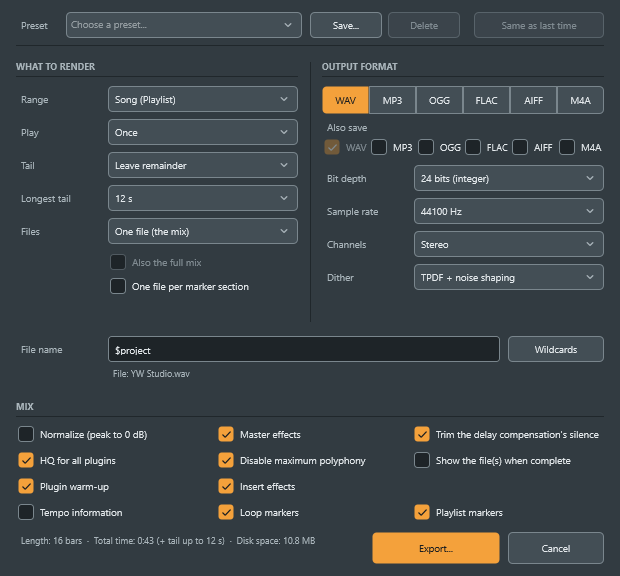 Preset Choose a preset... Save... Delete Same as last time
WHAT TO RENDER
Range Song (Playlist)
Play Once
Tail Leave remainder
Longest tail 12 s
Files One file (the mix)
Also the full mix
One file per marker section
OUTPUT FORMAT
WAV MP3 OGG FLAC AIFF M4A
Also save
WAV MP3 OGG FLAC AIFF M4A
Bit depth 24 bits (integer)
Sample rate 44100 Hz
Channels Stereo
Dither TPDF + noise shaping
File name $project Wildcards
File: YW Studio.wav
MIX
Normalize (peak to 0 dB) Master effects Trim the delay compensation's silence
HQ for all plugins Disable maximum polyphony Show the file(s) when complete
Plugin warm-up Insert effects
Tempo information Loop markers Playlist markers
Length: 16 bars · Total time: 0:43 (+ tail up to 12 s) · Disk space: 10.8 MB Export... Cancel